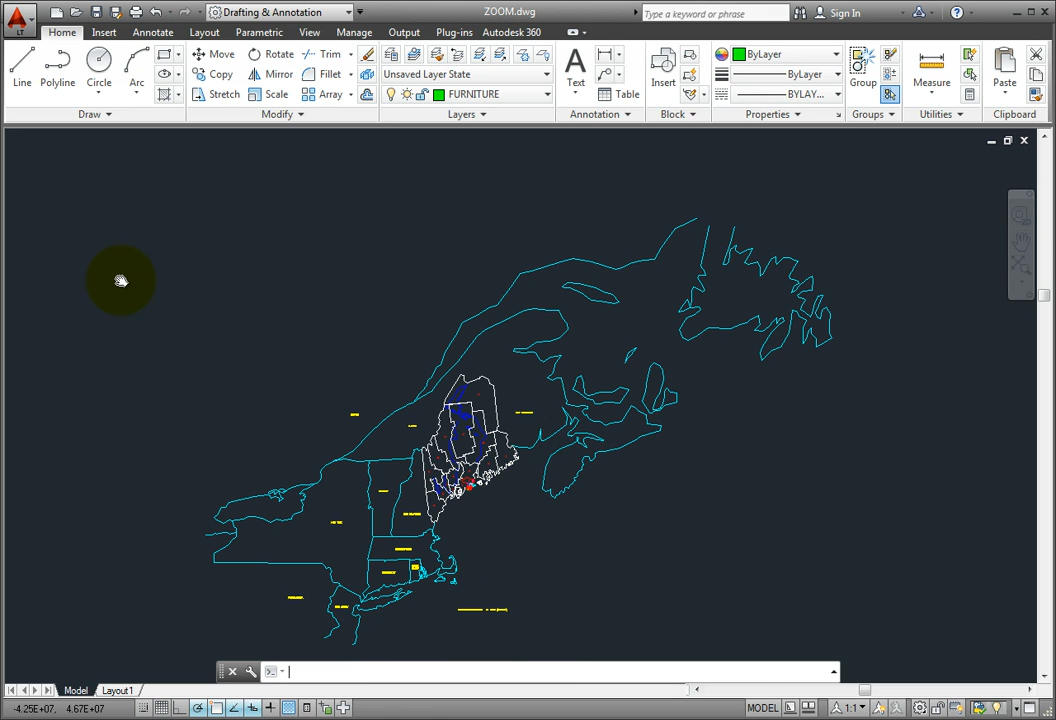 LT
Drafting & Annotation
ZOOM.dwg
Type a keyword or phrase
Sign In
Home Insert Annotate Layout Parametric View Manage Output Plug-ins Autodesk 360
Line Polyline Circle Arc
Move Rotate Trim
Copy Mirror Fillet
Stretch Scale Array
Unsaved Layer State
FURNITURE
Text Table
Insert
ByLayer
ByLayer
BYLAY...
Group
Measure
Paste
Draw Modify Layers Annotation Block Properties Groups Utilities Clipboard
Model Layout1
-4.25E+07, 4.67E+07
MODEL
1:1